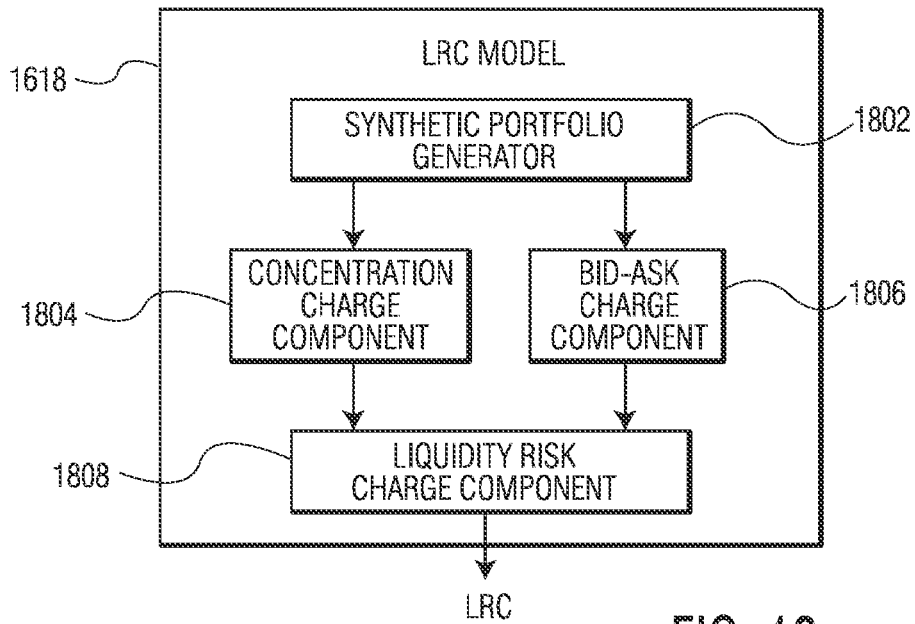 LRC MODEL
1618
SYNTHETIC PORTFOLIO
GENERATOR
1802
CONCENTRATION
CHARGE
COMPONENT
1804
BID-ASK
CHARGE
COMPONENT
1806
LIQUIDITY RISK
CHARGE COMPONENT
1808
LRC